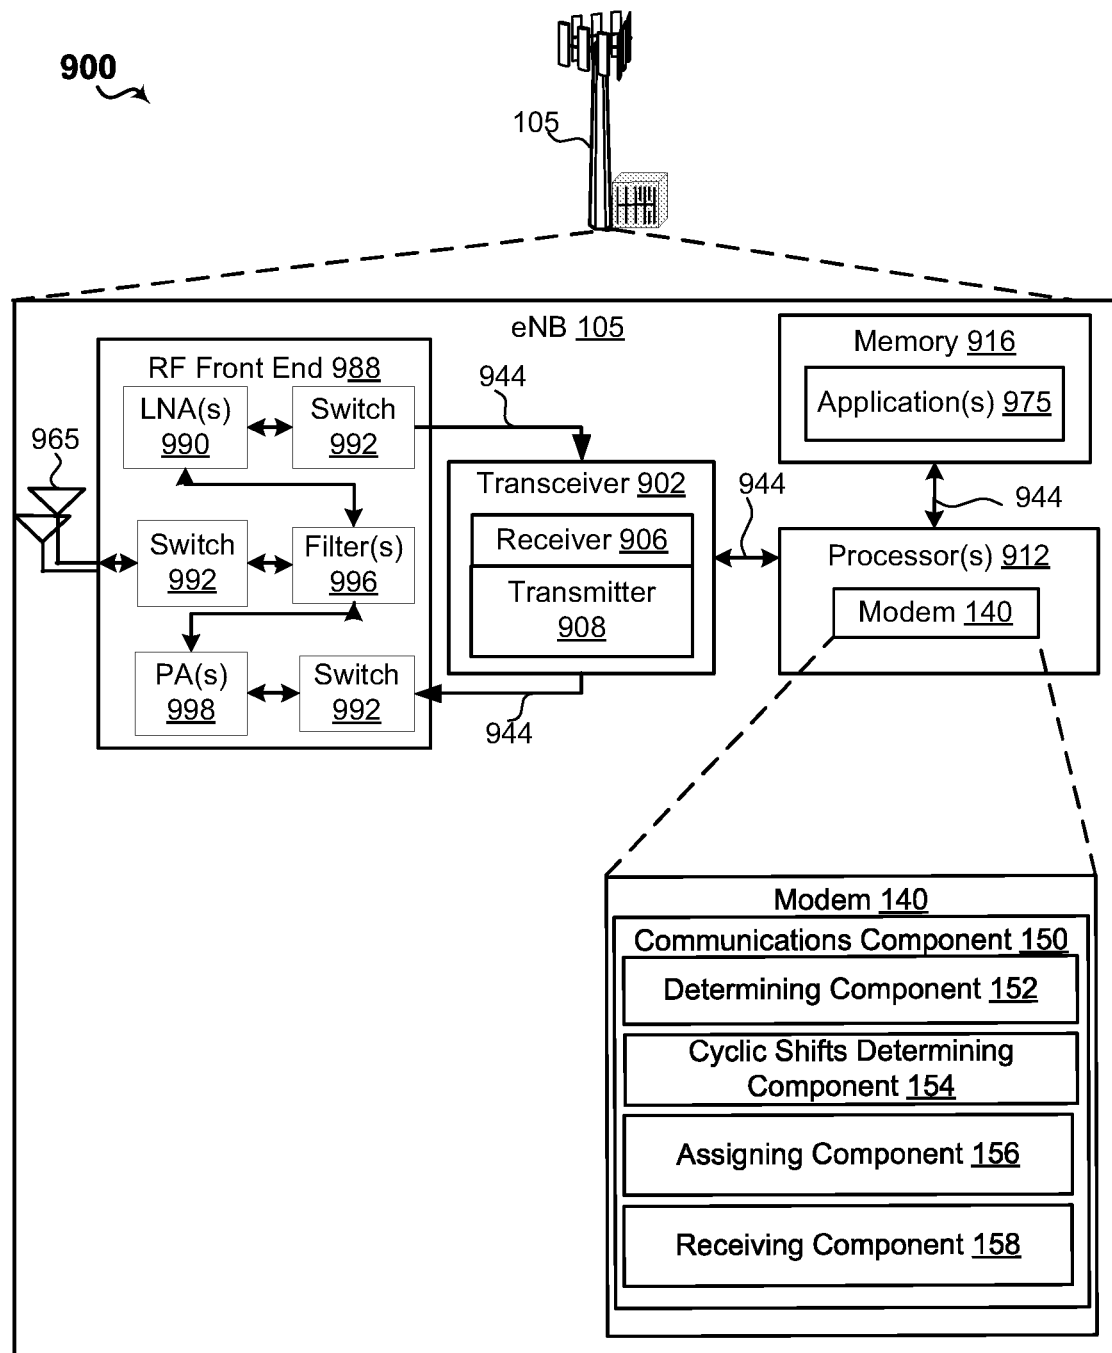 900
105
eNB 105
RF Front End 988
LNA(s)
990
Switch
992
944
965
Switch
992
Filter(s)
996
PA(s)
998
Switch
992
944
Transceiver 902
Receiver 906
Transmitter
908
944
Memory 916
Application(s) 975
944
Processor(s) 912
Modem 140
Modem 140
Communications Component 150
Determining Component 152
Cyclic Shifts Determining
Component 154
Assigning Component 156
Receiving Component 158